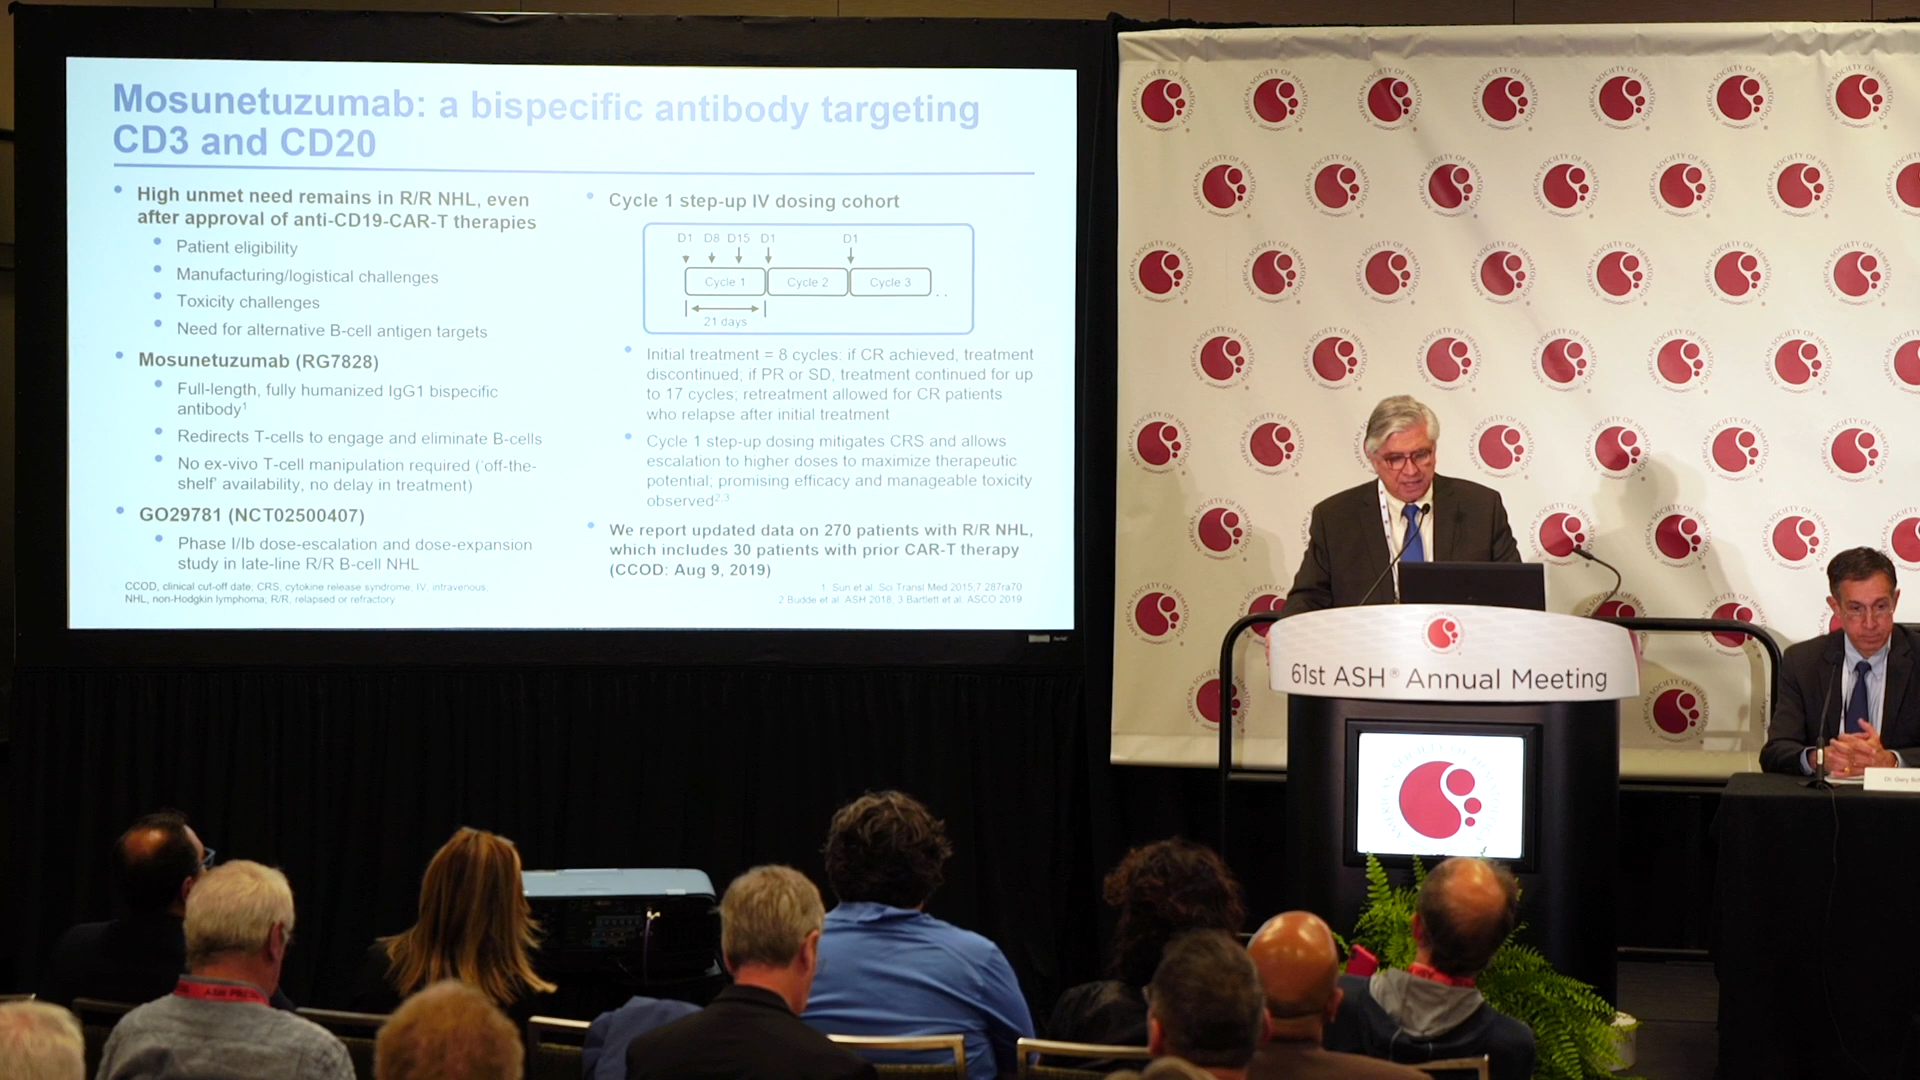 Mosunetuzumab: a bispecific antibody targeting
CD3 and CD20
• High unmet need remains in R/R NHL, even
after approval of anti-CD19-CAR-T therapies
• Patient eligibility
• Manufacturing/logistical challenges
• Toxicity challenges
• Need for alternative B-cell antigen targets
• Mosunetuzumab (RG7828)
• Full-length, fully humanized IgG1 bispecific
antibody1
• Redirects T-cells to engage and eliminate B-cells
• No ex-vivo T-cell manipulation required ('off-the-
shelf' availability, no delay in treatment)
• GO29781 (NCT02500407)
• Phase I/Ib dose-escalation and dose-expansion
study in late-line R/R B-cell NHL
CCOD, clinical cut-off date, CRS, cytokine release syndrome, IV, intravenous,
NHL, non-Hodgkin lymphoma; R/R, relapsed or refractory
• Cycle 1 step-up IV dosing cohort
D1 D8 D15 D1 D1
Cycle 1 Cycle 2 Cycle 3 . .
21 days
• Initial treatment = 8 cycles: if CR achieved, treatment
discontinued; if PR or SD, treatment continued for up
to 17 cycles; retreatment allowed for CR patients
who relapse after initial treatment
• Cycle 1 step-up dosing mitigates CRS and allows
escalation to higher doses to maximize therapeutic
potential; promising efficacy and manageable toxicity
observed2,3
• We report updated data on 270 patients with R/R NHL,
which includes 30 patients with prior CAR-T therapy
(CCOD: Aug 9, 2019)
1. Sun et al. Sci Transl Med 2015;7:287ra70
2 Budde et al. ASH 2018; 3 Bartlett et al. ASCO 2019
AMERICAN SOCIETY OF HEMATOLOGY
61st ASH® Annual Meeting
Dr. Gary
ASH PRESS